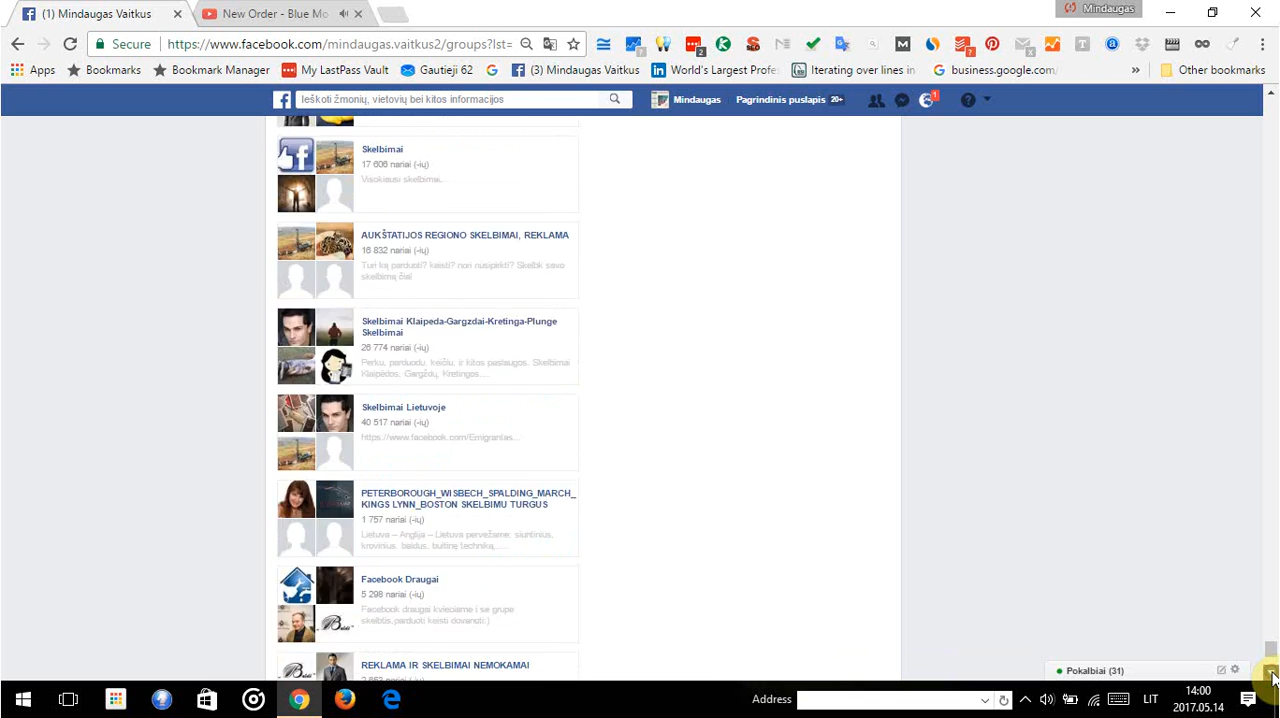 (1) Mindaugas Vaitkus
New Order - Blue Mo
Mindaugas
Secure
https://www.facebook.com/mindaugas.vaitkus2/groups?lst=
Apps
Bookmarks
Bookmark Manager
My LastPass Vault
Gautieji 62
(1) Mindaugas Vaitkus
World's Largest Profe
Iterating over lines in
business.google.com/
Other bookmarks
Ieškoti žmonių, vietovių bei kitos informacijos
Mindaugas
Pagrindinis puslapis 20+
1
Skelbimai
17 606 nariai (-ių)
Visokiausi skelbimai..
AUKŠTATIJOS REGIONO SKELBIMAI, REKLAMA
16 832 nariai (-ių)
Turi ką parduoti? keisti? nori nusipirkti? Skelbk savo
skelbimą čia!
Skelbimai Klaipeda-Gargzdai-Kretinga-Plunge
Skelbimai
26 774 nariai (-ių)
Perku, parduodu, keičiu, ir kitos paslaugos. Skelbimai
Klaipėdos, Gargždų, Kretingos....
Skelbimai Lietuvoje
40 517 nariai (-ių)
https://www.facebook.com/Emigrantas...
PETERBOROUGH_WISBECH_SPALDING_MARCH_
KINGS LYNN_BOSTON SKELBIMU TURGUS
1 757 nariai (-ių)
Lietuva – Anglija – Lietuva pervežame: siuntinius,
krovinius, baldus, buitinę techniką,.....
Facebook Draugai
5 298 nariai (-ių)
Facebook draugai kviečiame i se grupe
skelbtis,parduoti keisti dovanoti:)
REKLAMA IR SKELBIMAI NEMOKAMAI
Pokalbiai (31)
Address
LIT
14:00
2017.05.14